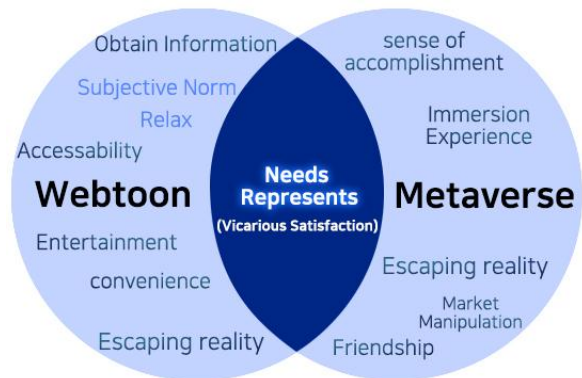 Obtain Information
Subjective Norm
Relax
Accessability
Webtoon
Entertainment
convenience
Escaping reality
Needs
Represents
(Vicarious Satisfaction)
sense of
accomplishment
Immersion
Experience
Metaverse
Escaping reality
Market
Manipulation
Friendship